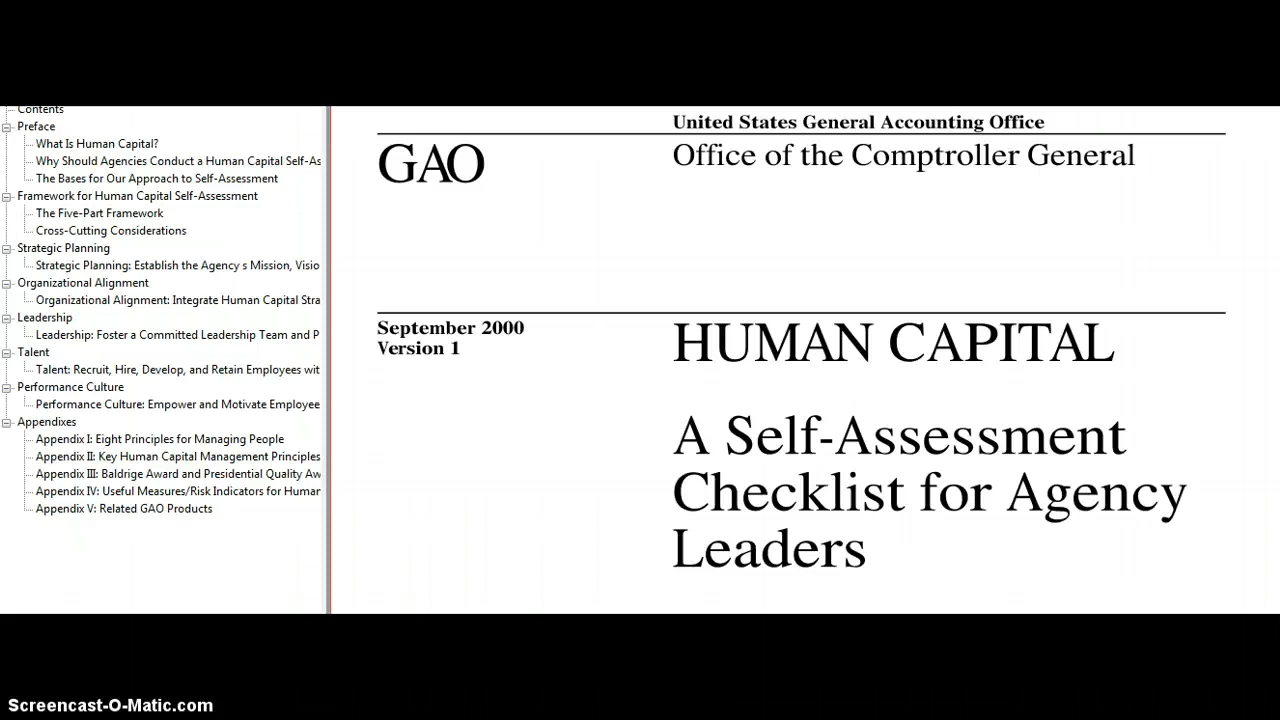 Contents
Preface
What Is Human Capital?
Why Should Agencies Conduct a Human Capital Self-As
The Bases for Our Approach to Self-Assessment
Framework for Human Capital Self-Assessment
The Five-Part Framework
Cross-Cutting Considerations
Strategic Planning
Strategic Planning: Establish the Agency s Mission, Visio
Organizational Alignment
Organizational Alignment: Integrate Human Capital Stra
Leadership
Leadership: Foster a Committed Leadership Team and P
Talent
Talent: Recruit, Hire, Develop, and Retain Employees wit
Performance Culture
Performance Culture: Empower and Motivate Employee
Appendixes
Appendix I: Eight Principles for Managing People
Appendix II: Key Human Capital Management Principles
Appendix III: Baldrige Award and Presidential Quality Aw
Appendix IV: Useful Measures/Risk Indicators for Human
Appendix V: Related GAO Products
United States General Accounting Office
GAO
Office of the Comptroller General
September 2000
Version 1
HUMAN CAPITAL
A Self-Assessment
Checklist for Agency
Leaders
Screencast-O-Matic.com